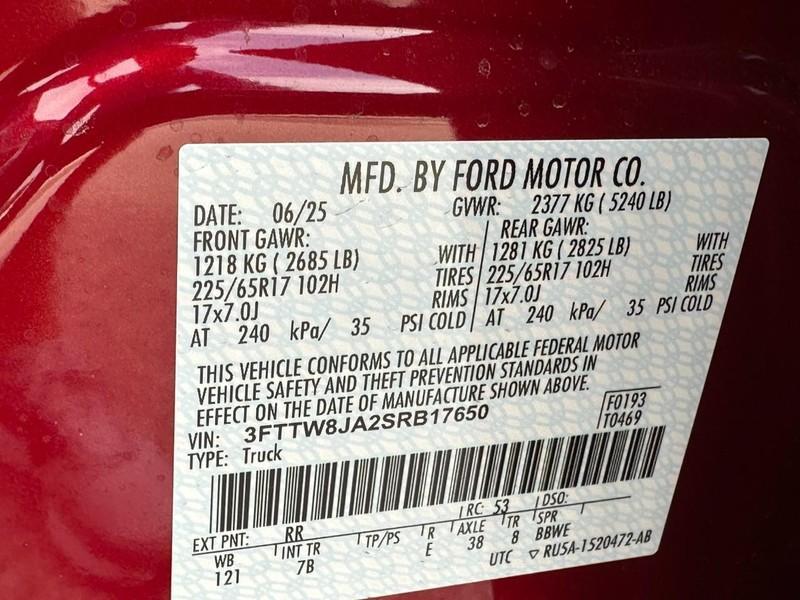 MFD. BY FORD MOTOR CO.
DATE: 06/25 GVWR: 2377 KG ( 5240 LB)
FRONT GAWR: REAR GAWR:
1218 KG ( 2685 LB) WITH 1281 KG ( 2825 LB) WITH
225/65R17 102H TIRES 225/65R17 102H TIRES
17x7.0J RIMS 17x7.0J RIMS
AT 240 kPa/ 35 PSI COLD AT 240 kPa/ 35 PSI COLD
THIS VEHICLE CONFORMS TO ALL APPLICABLE FEDERAL MOTOR
VEHICLE SAFETY AND THEFT PREVENTION STANDARDS IN
EFFECT ON THE DATE OF MANUFACTURE SHOWN ABOVE.
VIN: 3FTTW8JA2SRB17650 F0193
TYPE: Truck T0469
EXT PNT: RR RC: 53 DSO:
WB INT TR TP/PS R AXLE TR SPR
121 7B E 38 8 BBWE
UTC ▽ RU5A-1520472-AB